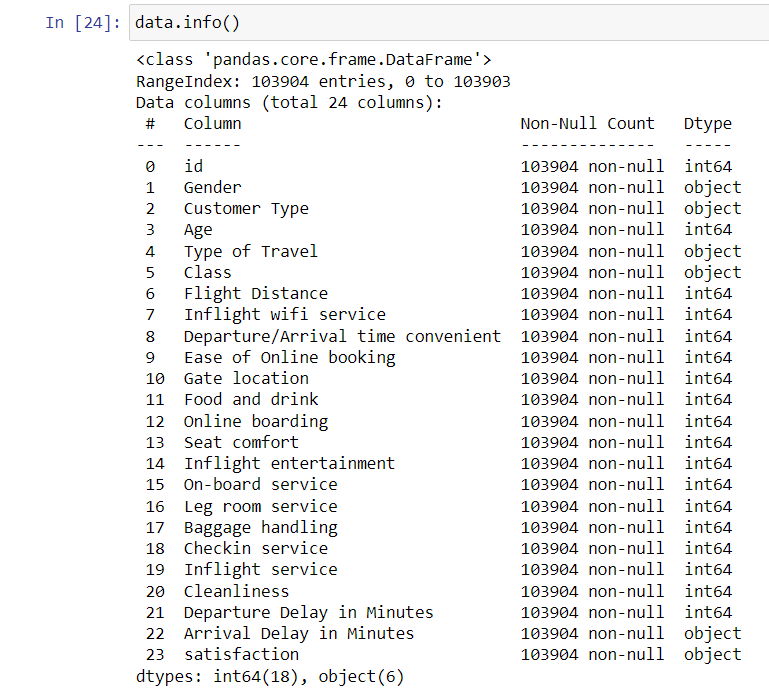 In [24]: data.info()
<class 'pandas.core.frame.DataFrame'>
RangeIndex: 103904 entries, 0 to 103903
Data columns (total 24 columns):
 #   Column                             Non-Null Count   Dtype
---  ------                             --------------   -----
 0   id                                 103904 non-null  int64
 1   Gender                             103904 non-null  object
 2   Customer Type                      103904 non-null  object
 3   Age                                103904 non-null  int64
 4   Type of Travel                     103904 non-null  object
 5   Class                              103904 non-null  object
 6   Flight Distance                    103904 non-null  int64
 7   Inflight wifi service              103904 non-null  int64
 8   Departure/Arrival time convenient  103904 non-null  int64
 9   Ease of Online booking             103904 non-null  int64
 10  Gate location                      103904 non-null  int64
 11  Food and drink                     103904 non-null  int64
 12  Online boarding                    103904 non-null  int64
 13  Seat comfort                       103904 non-null  int64
 14  Inflight entertainment             103904 non-null  int64
 15  On-board service                   103904 non-null  int64
 16  Leg room service                   103904 non-null  int64
 17  Baggage handling                   103904 non-null  int64
 18  Checkin service                    103904 non-null  int64
 19  Inflight service                   103904 non-null  int64
 20  Cleanliness                        103904 non-null  int64
 21  Departure Delay in Minutes         103904 non-null  int64
 22  Arrival Delay in Minutes           103904 non-null  object
 23  satisfaction                       103904 non-null  object
dtypes: int64(18), object(6)